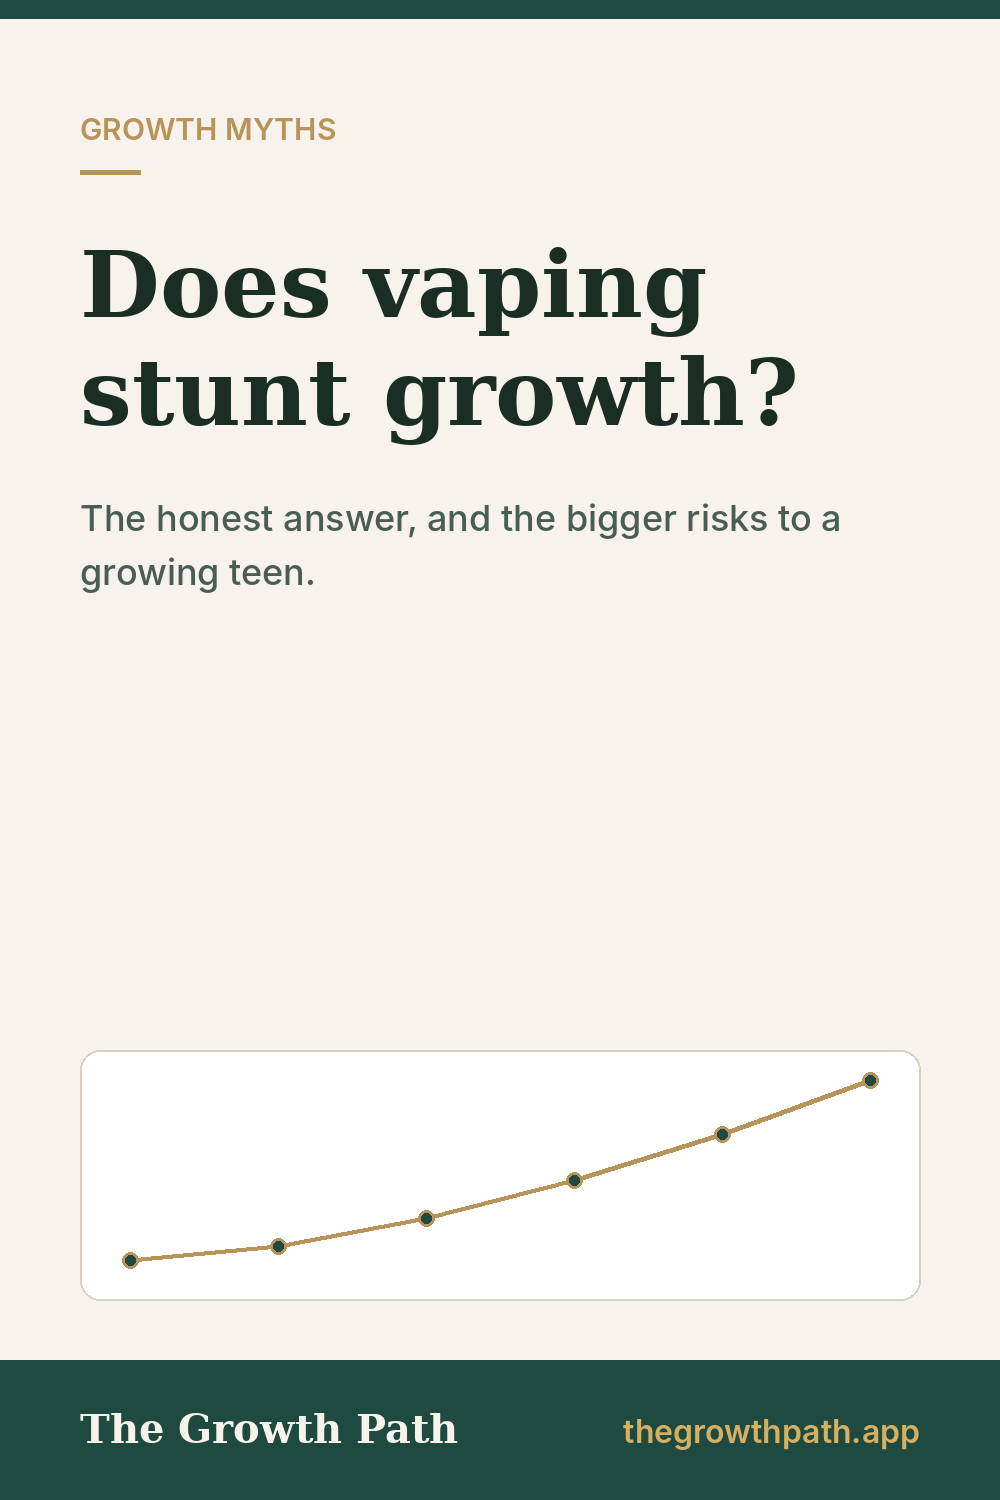 GROWTH MYTHS
Does vaping
stunt growth?
The honest answer, and the bigger risks to a
growing teen.
The Growth Path
thegrowthpath.app